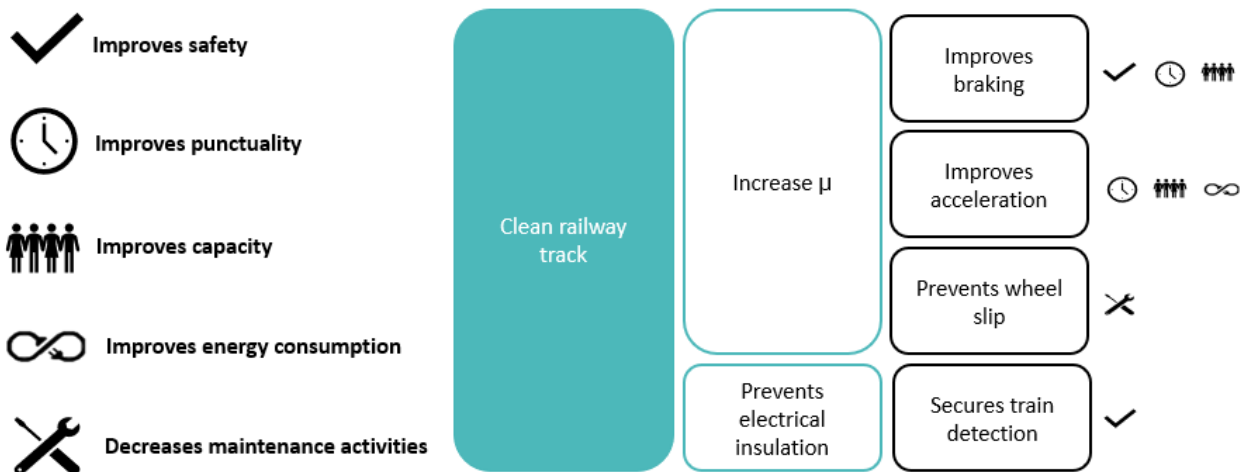 Improves safety
Improves punctuality
Improves capacity
Improves energy consumption
Decreases maintenance activities
Clean railway
track
Increase μ
Prevents
electrical
insulation
Improves
braking
Improves
acceleration
Prevents wheel
slip
Secures train
detection